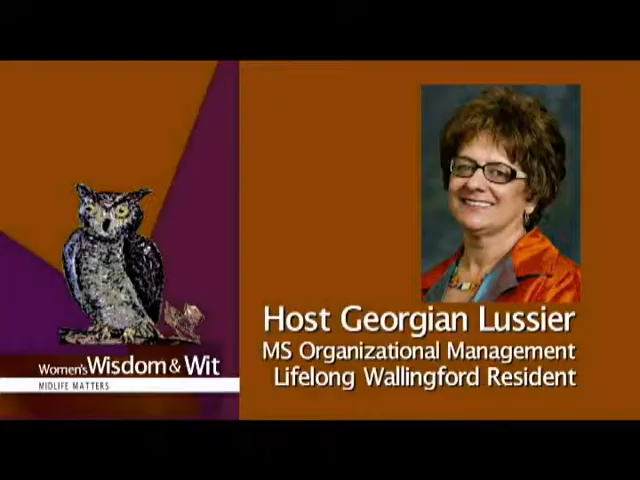 Women's Wisdom & Wit
MIDLIFE MATTERS
Host Georgian Lussier
MS Organizational Management
Lifelong Wallingford Resident